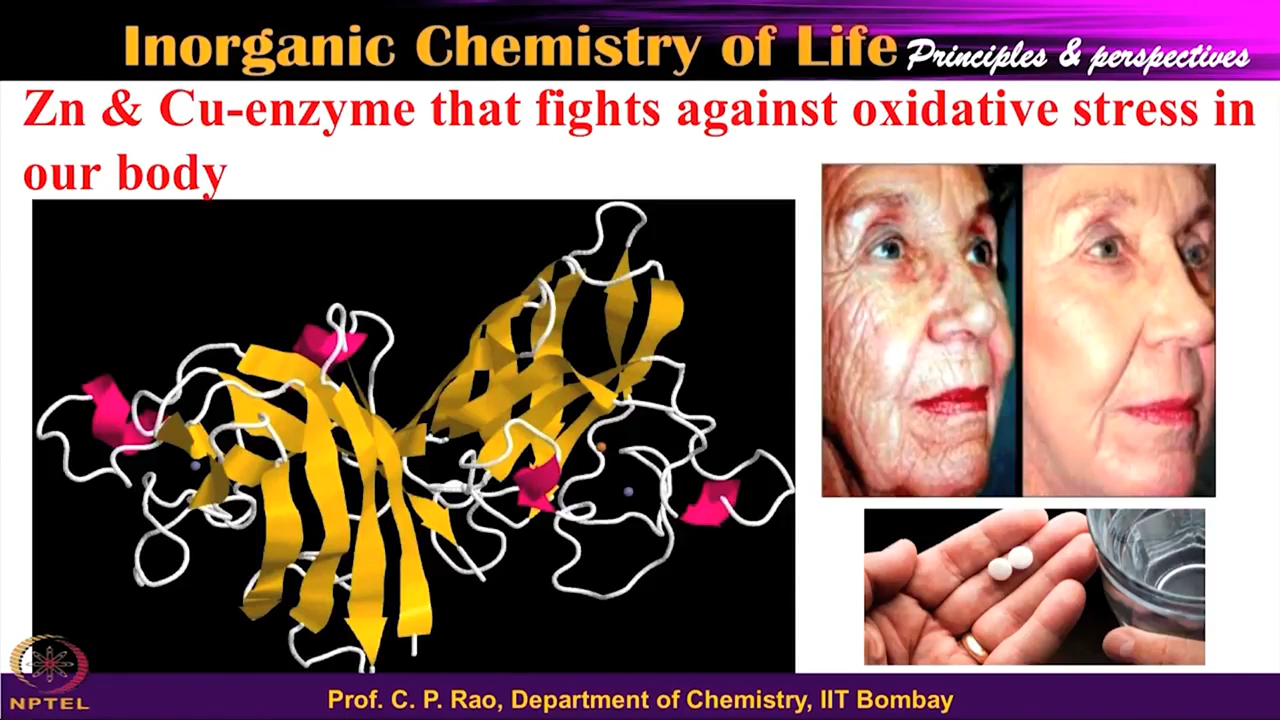 Inorganic Chemistry of Life Principles & perspectives
Zn & Cu-enzyme that fights against oxidative stress in
our body
NPTEL
Prof. C. P. Rao, Department of Chemistry, IIT Bombay